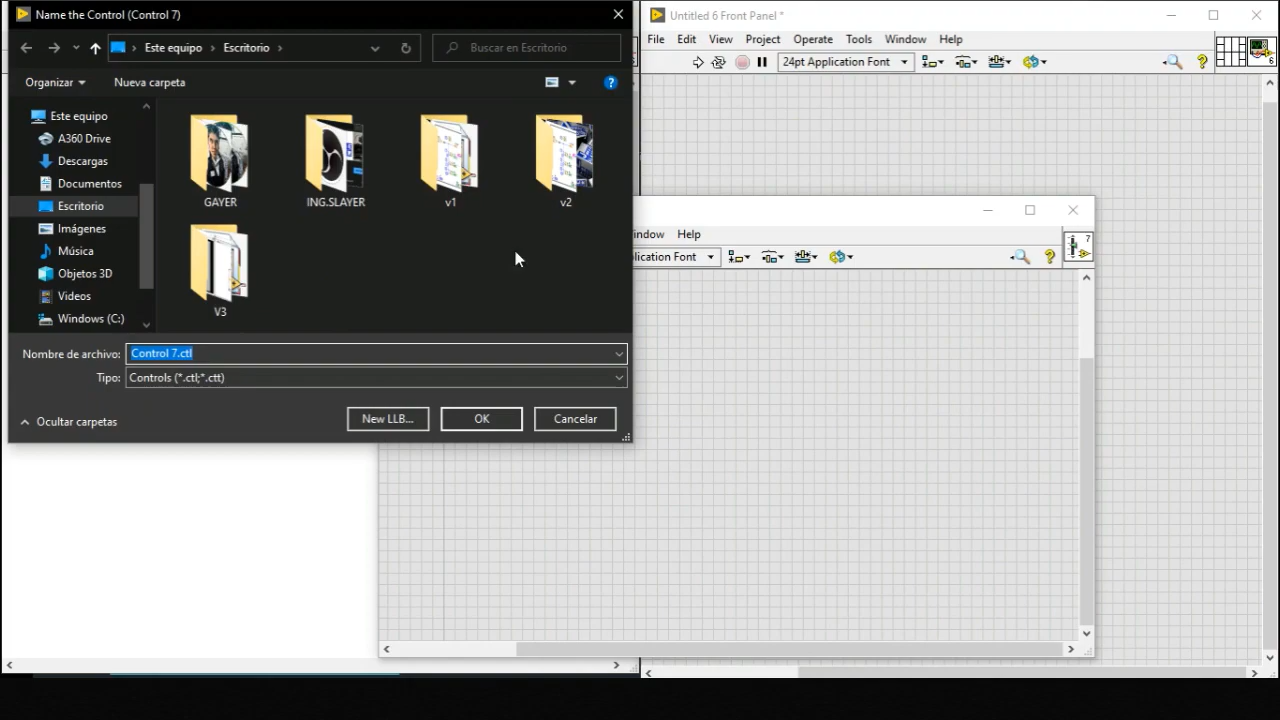 Name the Control (Control 7)
Este equipo
Escritorio
Buscar en Escritorio
Organizar
Nueva carpeta
Este equipo
A360 Drive
Descargas
Documentos
Escritorio
Imágenes
Música
Objetos 3D
Videos
Windows (C:)
GAYER
ING.SLAYER
v1
v2
V3
Nombre de archivo:
Control 7.ctl
Tipo:
Controls (*.ctl;*.ctt)
Ocultar carpetas
New LLB...
OK
Cancelar
Untitled 6 Front Panel *
File Edit View Project Operate Tools Window Help
24pt Application Font
6
indow Help
lication Font
7